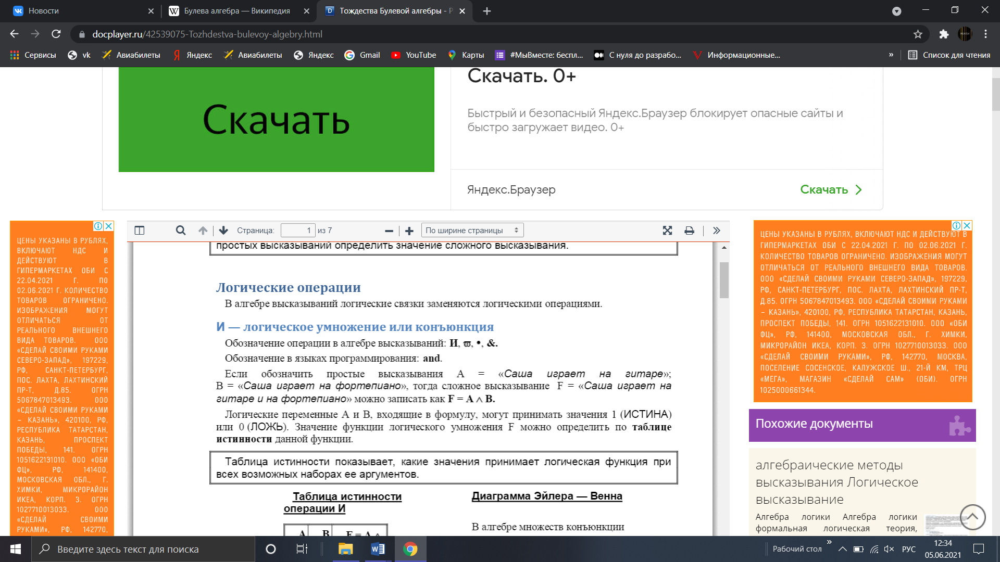 Новости
Булева алгебра — Википедия
Тождества Булевой алгебры - P
docplayer.ru/42539075-Tozhdestva-bulevoy-algebry.html
Сервисы
vk
Авиабилеты
Яндекс
Авиабилеты
Яндекс
Gmail
YouTube
Карты
#МыВместе: беспл...
С нуля до разрабо...
Информационные...
»
Список для чтения
Скачать
Скачать. 0+
Быстрый и безопасный Яндекс.Браузер блокирует опасные сайты и
быстро загружает видео. 0+
Яндекс.Браузер
Скачать
ЦЕНЫ УКАЗАНЫ В РУБЛЯХ,
ВКЛЮЧАЮТ НДС И
ДЕЙСТВУЮТ В
ГИПЕРМАРКЕТАХ ОБИ С
22.04.2021 Г. ПО
02.06.2021 Г. КОЛИЧЕСТВО
ТОВАРОВ ОГРАНИЧЕНО.
ИЗОБРАЖЕНИЯ МОГУТ
ОТЛИЧАТЬСЯ ОТ
РЕАЛЬНОГО ВНЕШНЕГО
ВИДА ТОВАРОВ. ООО
«СДЕЛАЙ СВОИМИ РУКАМИ
СЕВЕРО-ЗАПАД», 197229,
РФ, САНКТ-ПЕТЕРБУРГ,
ПОС. ЛАХТА, ЛАХТИНСКИЙ
ПР-Т, Д.85. ОГРН
5067847013493. ООО
«СДЕЛАЙ СВОИМИ РУКАМИ
– КАЗАНЬ», 420100, РФ,
РЕСПУБЛИКА ТАТАРСТАН,
КАЗАНЬ, ПРОСПЕКТ
ПОБЕДЫ, 141. ОГРН
1051622131010. ООО «ОБИ
ФЦ», РФ, 141400,
МОСКОВСКАЯ ОБЛ., Г.
ХИМКИ, МИКРОРАЙОН
ИКЕА, КОРП. 3. ОГРН
1027710013033. ООО
«СДЕЛАЙ СВОИМИ
РУКАМИ», РФ, 142770,
Страница: 1 из 7
По ширине страницы
простых высказываний определить значение сложного высказывания.
Логические операции
В алгебре высказываний логические связки заменяются логическими операциями.
И — логическое умножение или конъюнкция
Обозначение операции в алгебре высказываний: И, ϖ, •, &.
Обозначение в языках программирования: and.
Если обозначить простые высказывания А = «Саша играет на гитаре»;
В = «Саша играет на фортепиано», тогда сложное высказывание F = «Саша играет на
гитаре и на фортепиано» можно записать как F = A ∧ B.
Логические переменные А и В, входящие в формулу, могут принимать значения 1 (ИСТИНА)
или 0 (ЛОЖЬ). Значение функции логического умножения F можно определить по таблице
истинности данной функции.
Таблица истинности показывает, какие значения принимает логическая функция при
всех возможных наборах ее аргументов.
Таблица истинности
операции И
A B F = A ∧
Диаграмма Эйлера — Венна
В алгебре множеств конъюнкции
ЦЕНЫ УКАЗАНЫ В РУБЛЯХ, ВКЛЮЧАЮТ НДС И ДЕЙСТВУЮТ В
ГИПЕРМАРКЕТАХ ОБИ С 22.04.2021 Г. ПО 02.06.2021 Г.
КОЛИЧЕСТВО ТОВАРОВ ОГРАНИЧЕНО. ИЗОБРАЖЕНИЯ МОГУТ
ОТЛИЧАТЬСЯ ОТ РЕАЛЬНОГО ВНЕШНЕГО ВИДА ТОВАРОВ.
ООО «СДЕЛАЙ СВОИМИ РУКАМИ СЕВЕРО-ЗАПАД», 197229,
РФ, САНКТ-ПЕТЕРБУРГ, ПОС. ЛАХТА, ЛАХТИНСКИЙ ПР-Т,
Д.85. ОГРН 5067847013493. ООО «СДЕЛАЙ СВОИМИ РУКАМИ
– КАЗАНЬ», 420100, РФ, РЕСПУБЛИКА ТАТАРСТАН, КАЗАНЬ,
ПРОСПЕКТ ПОБЕДЫ, 141. ОГРН 1051622131010. ООО «ОБИ
ФЦ», РФ, 141400, МОСКОВСКАЯ ОБЛ., Г. ХИМКИ,
МИКРОРАЙОН ИКЕА, КОРП. 3. ОГРН 1027710013033. ООО
«СДЕЛАЙ СВОИМИ РУКАМИ», РФ, 142770, МОСКВА,
ПОСЕЛЕНИЕ СОСЕНСКОЕ, КАЛУЖСКОЕ Ш., 21-Й КМ, ТРЦ
«МЕГА», МАГАЗИН «СДЕЛАЙ САМ» (ОБИ). ОГРН
1025000661344.
Похожие документы
алгебраические методы
высказывания Логическое
высказывание
Алгебра логики Алгебра логики
формальная логическая теория,
Введите здесь текст для поиска
Рабочий стол
»
РУС
12:34
05.06.2021